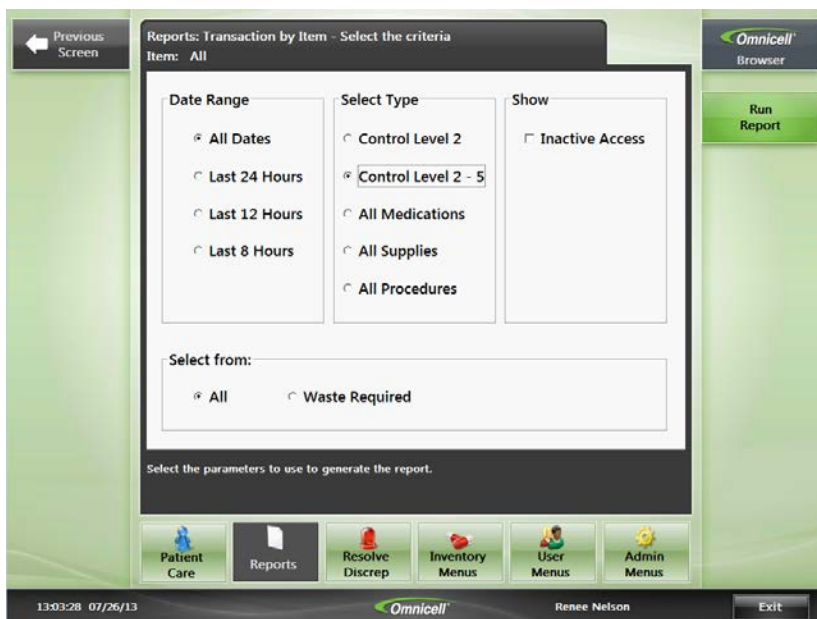 Previous
Screen
Reports: Transaction by Item - Select the criteria
Item: All
Omnicell
Browser
Run
Report
Date Range
All Dates
Last 24 Hours
Last 12 Hours
Last 8 Hours
Select Type
Control Level 2
Control Level 2 - 5
All Medications
All Supplies
All Procedures
Show
Inactive Access
Select from:
All
Waste Required
Select the parameters to use to generate the report.
Patient
Care
Reports
Resolve
Discrep
Inventory
Menus
User
Menus
Admin
Menus
13:03:28 07/26/13
Omnicell
Renee Nelson
Exit